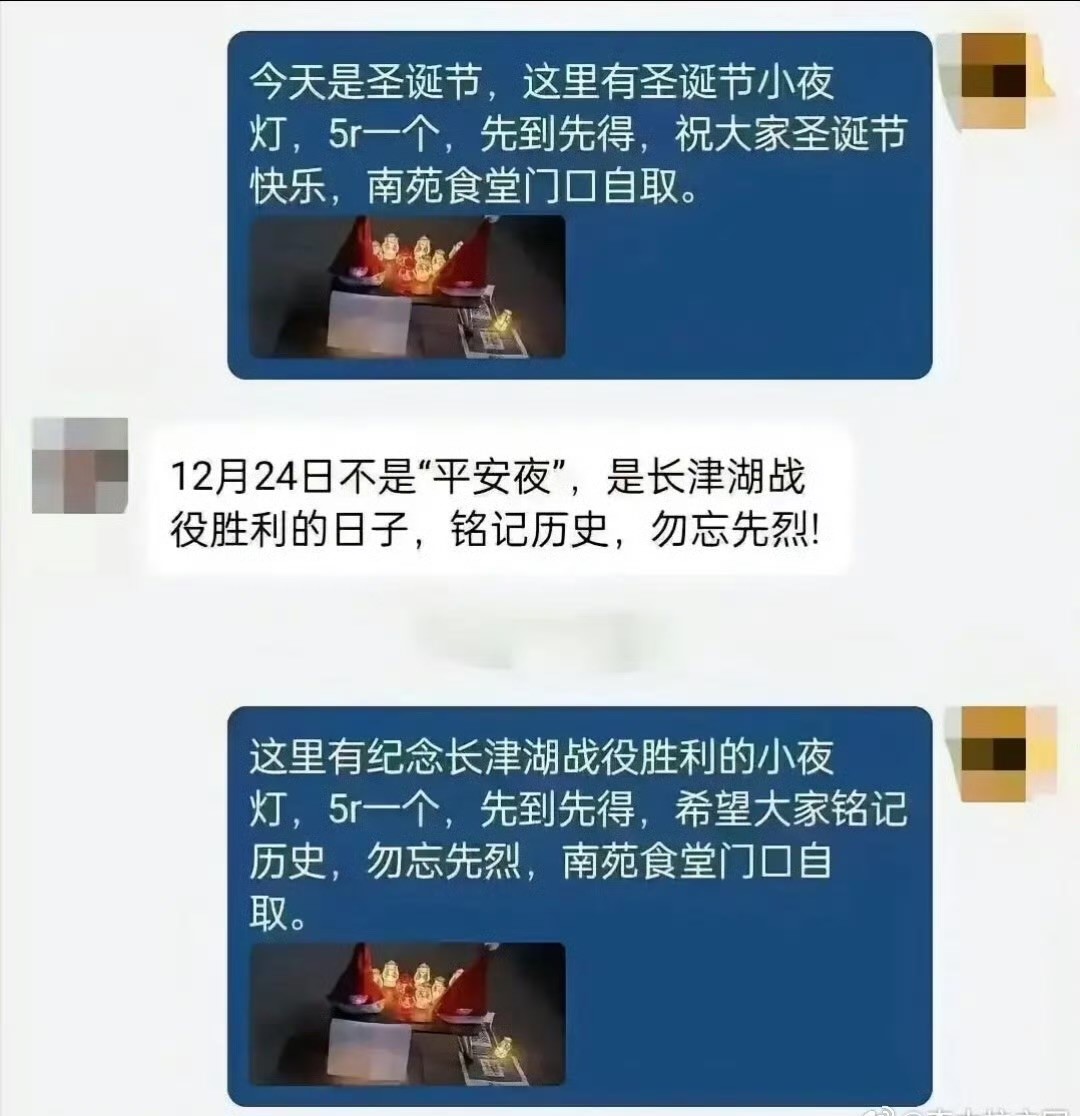 今天是圣诞节，这里有圣诞节小夜
灯，5r一个，先到先得，祝大家圣诞节
快乐，南苑食堂门口自取。
12月24日不是“平安夜”，是长津湖战
役胜利的日子，铭记历史，勿忘先烈!
这里有纪念长津湖战役胜利的小夜
灯，5r一个，先到先得，希望大家铭记
历史，勿忘先烈，南苑食堂门口自
取。